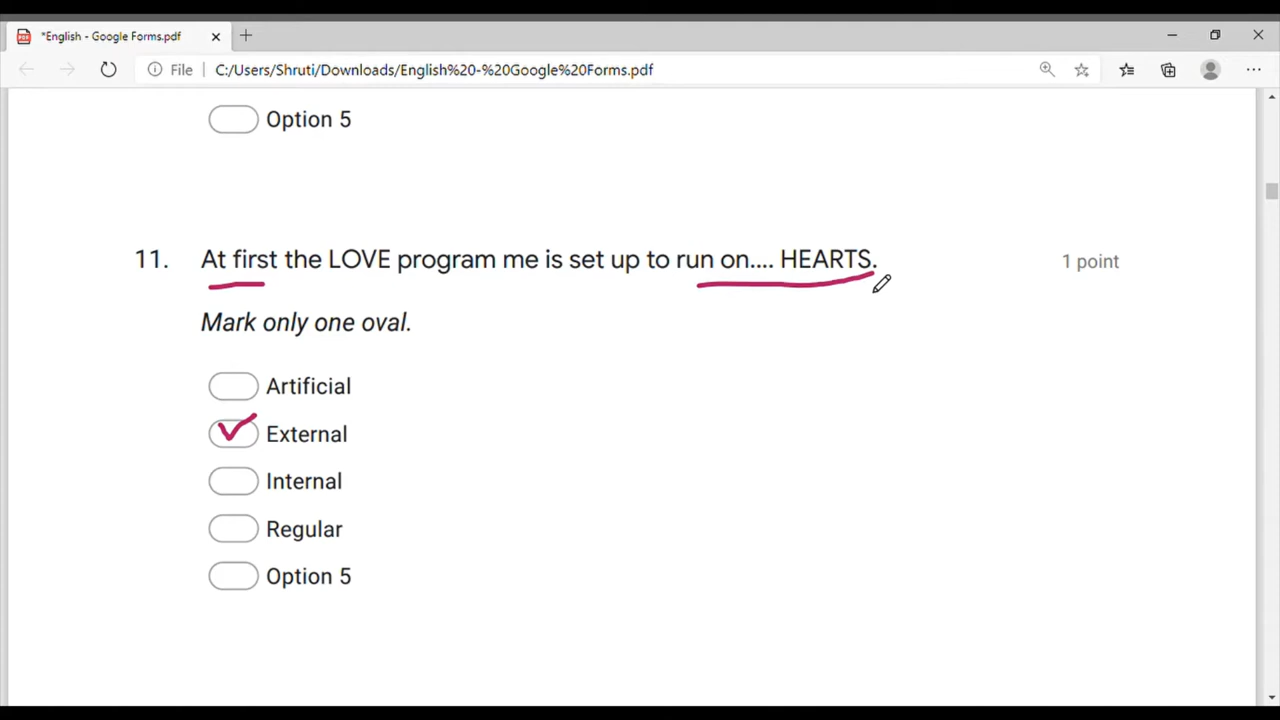 *English - Google Forms.pdf
File C:/Users/Shruti/Downloads/English%20-%20Google%20Forms.pdf
Option 5
11. At first the LOVE program me is set up to run on.... HEARTS. 1 point
Mark only one oval.
Artificial
External
Internal
Regular
Option 5